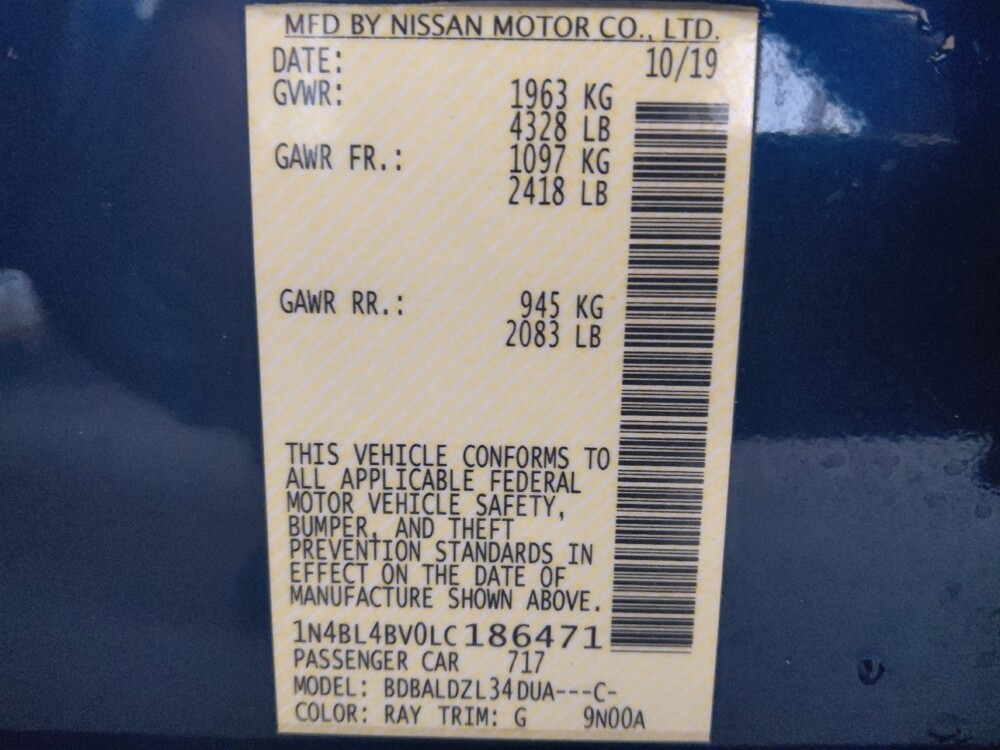 MFD BY NISSAN MOTOR CO., LTD.
DATE: 10/19
GVWR: 1963 KG
4328 LB
GAWR FR.: 1097 KG
2418 LB
GAWR RR.: 945 KG
2083 LB
THIS VEHICLE CONFORMS TO
ALL APPLICABLE FEDERAL
MOTOR VEHICLE SAFETY,
BUMPER, AND THEFT
PREVENTION STANDARDS IN
EFFECT ON THE DATE OF
MANUFACTURE SHOWN ABOVE.
1N4BL4BV0LC186471
PASSENGER CAR 717
MODEL: BDBALDZL34DUA---C-
COLOR: RAY TRIM: G 9N00A